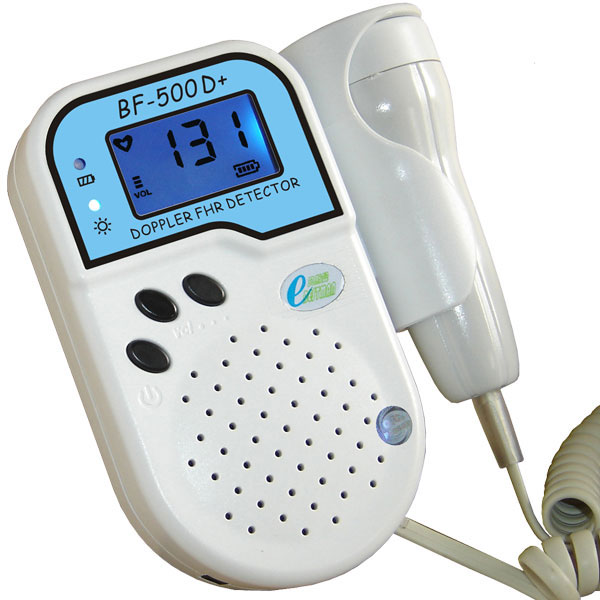 BF-500D+
131
VOL
DOPPLER FHR DETECTOR
vol